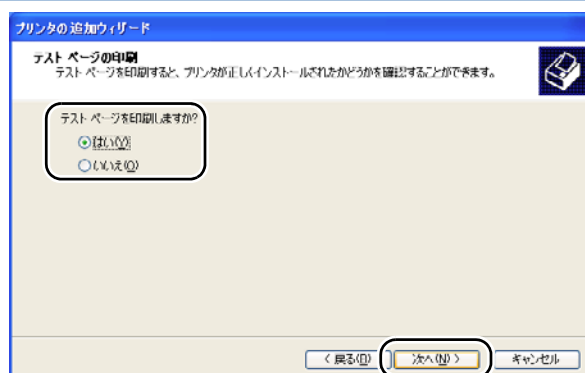 プリンタの追加ウィザード
テスト ページの印刷
テスト ページを印刷すると、プリンタが正しくインストールされたかどうかを確認することができます。
テスト ページを印刷しますか?
はい(Y)
いいえ(O)
< 戻る(B)
次へ(N) >
キャンセル